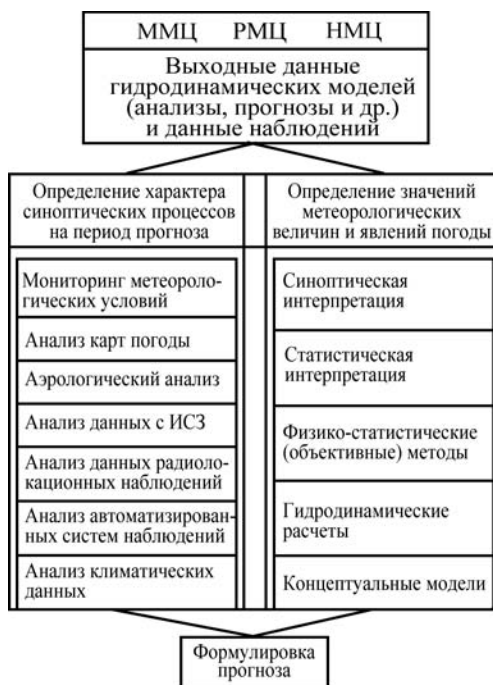 ММЦ РМЦ НМЦ
Выходные данные
гидродинамических моделей
(анализы, прогнозы и др.)
и данные наблюдений
Определение характера
синоптических процессов
на период прогноза
Мониторинг метеороло-
гических условий
Анализ карт погоды
Аэрологический анализ
Анализ данных с ИСЗ
Анализ данных радиоло-
кационных наблюдений
Анализ автоматизирован-
ных систем наблюдений
Анализ климатических
данных
Определение значений
метеорологических
величин и явлений погоды
Синоптическая
интерпретация
Статистическая
интерпретация
Физико-статистические
(объективные) методы
Гидродинамические
расчеты
Концептуальные модели
Формулировка
прогноза